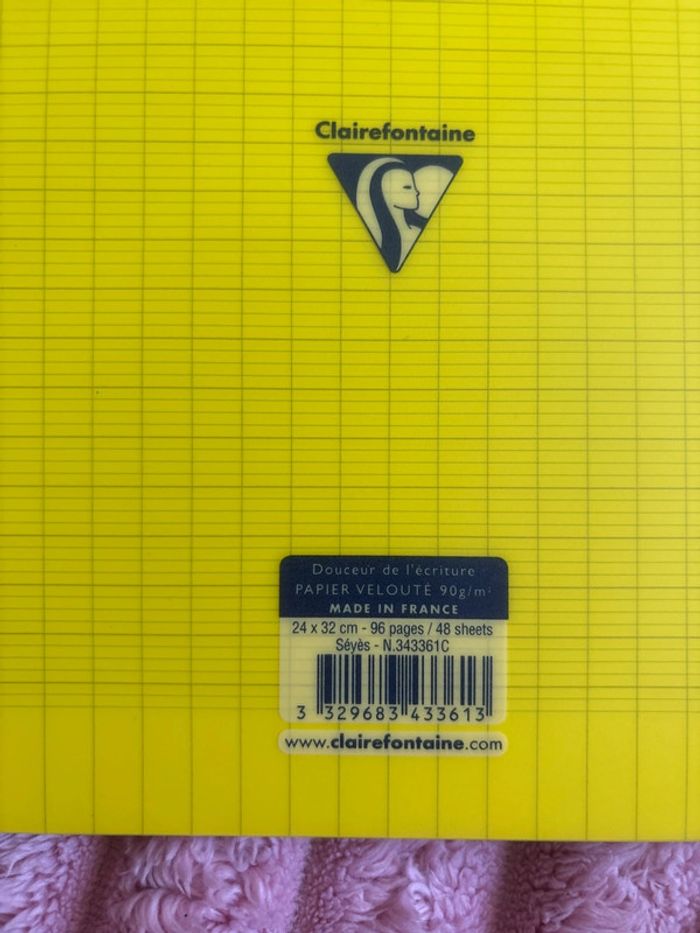 Clairefontaine
Douceur de l'écriture
PAPIER VELOUTÉ 90g/m²
MADE IN FRANCE
24 x 32 cm - 96 pages / 48 sheets
Séyès - N.343361C
3 329683 433613
www.clairefontaine.com